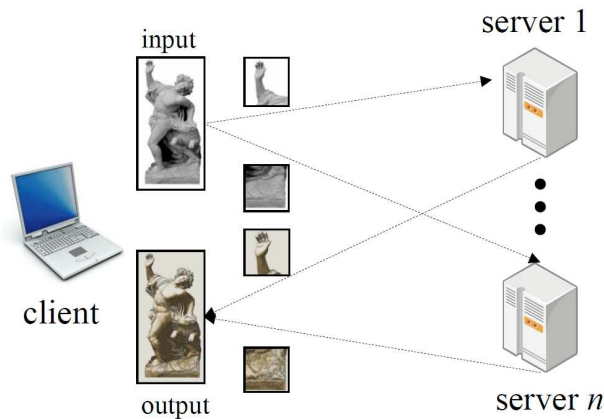 input
server 1
client
output
server n